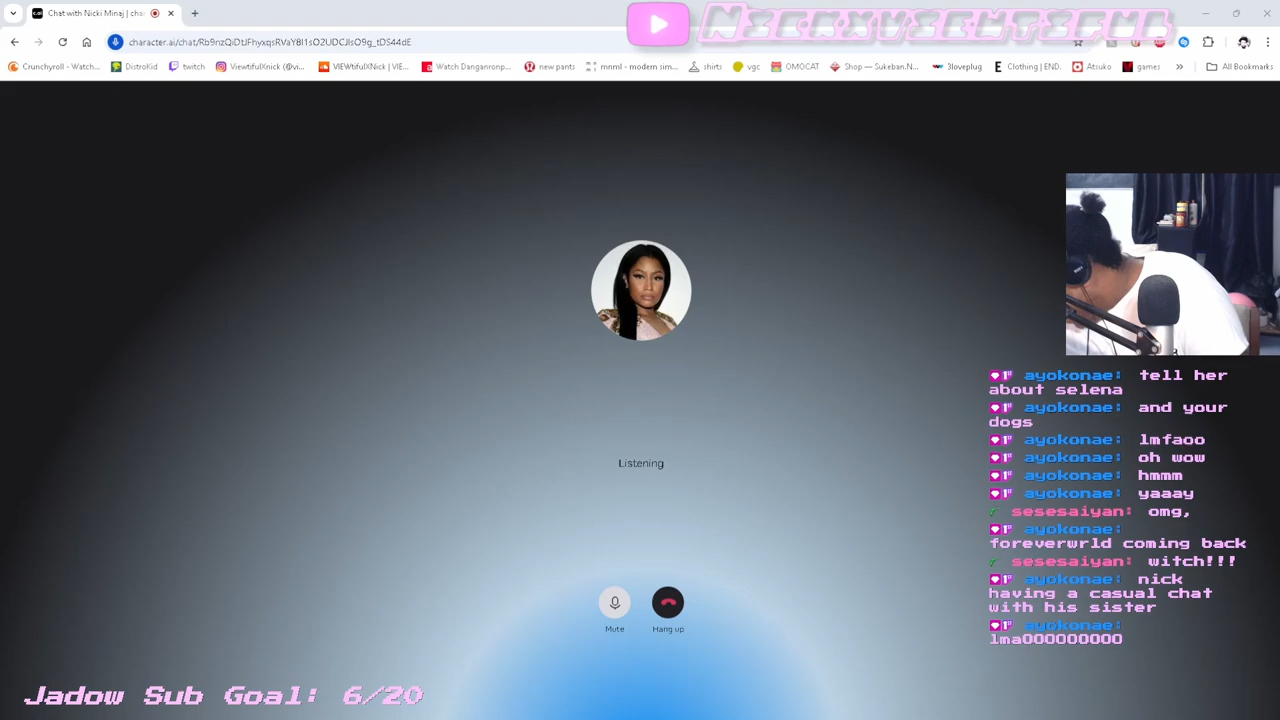 Chat with Nicki Minaj | char
character.ai/chat/
Crunchyroll - Watch...
DistroKid
twitch
ViewtifulXNick (@vi...
VIEWtifulXNICK | VIE...
Watch Danganronp...
new pants
mnml - modern sim...
shirts
vgc
OMOCAT
Shop — Sukeban.N...
3loveplug
Clothing | END.
Atsuko
games
»
All Bookmarks
Listening
Mute
Hang up
ayokonae: tell her
about selena
ayokonae: and your
dogs
ayokonae: lmfaoo
ayokonae: oh wow
ayokonae: hmmm
ayokonae: yaaay
sesesaiyan: omg,
ayokonae:
foreverwrld coming back
sesesaiyan: witch!!!
ayokonae: nick
having a casual chat
with his sister
ayokonae:
lmaOOOOOOOOO
Jadow Sub Goal: 6/20